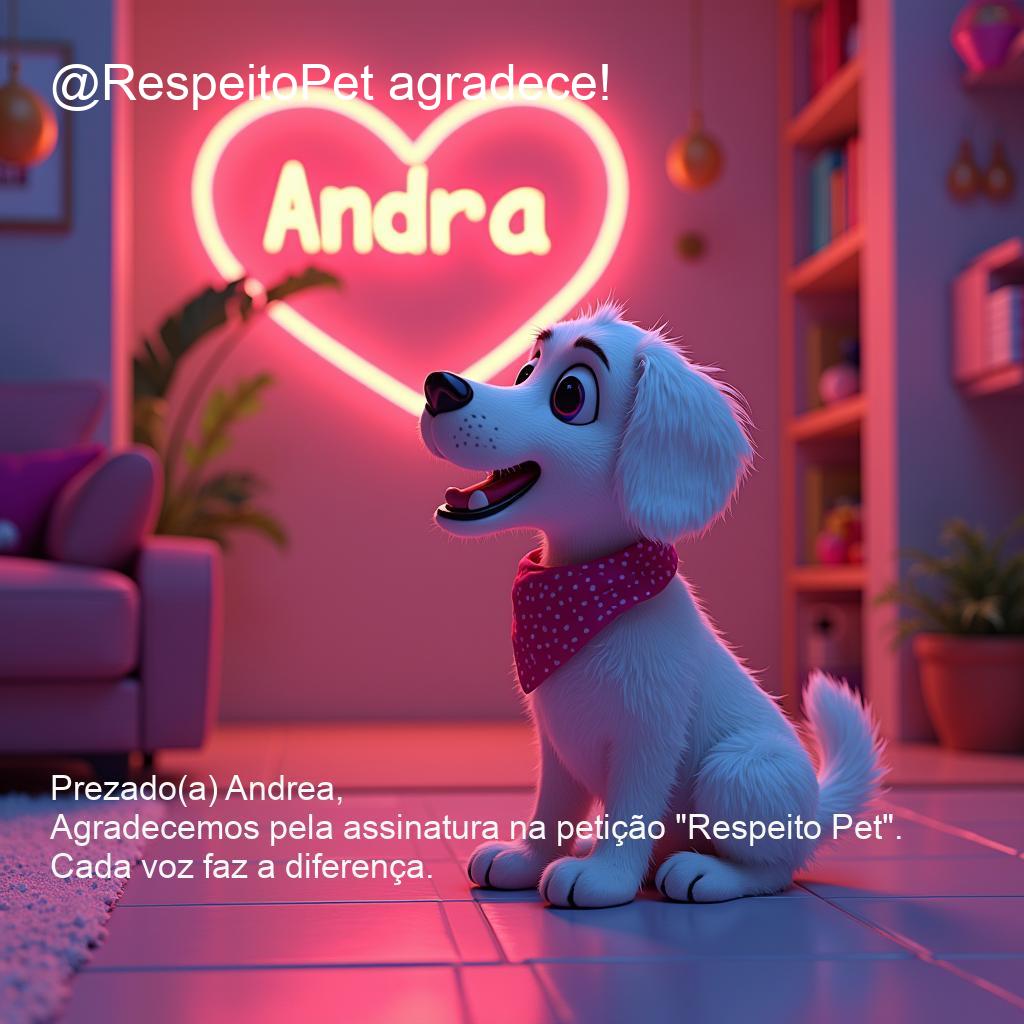 @RespeitoPet agradece!
Andra
Prezado(a) Andrea,
Agradecemos pela assinatura na petição "Respeito Pet".
Cada voz faz a diferença.